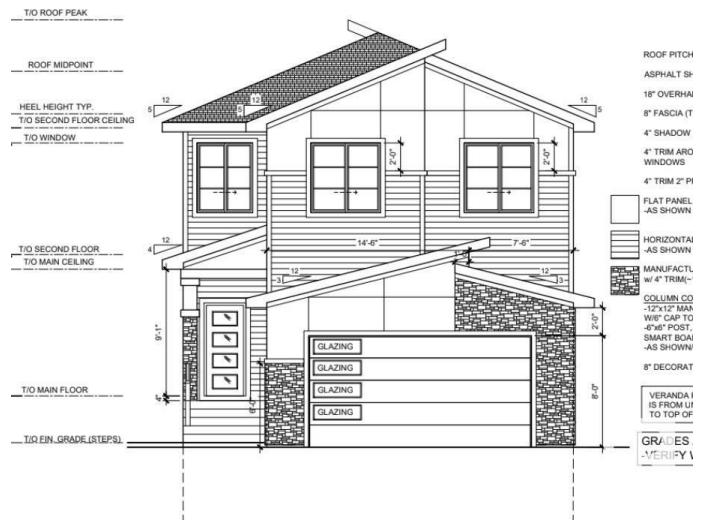 T/O ROOF PEAK
ROOF MIDPOINT
HEEL HEIGHT TYP.
T/O SECOND FLOOR CEILING
T/O WINDOW
T/O SECOND FLOOR
T/O MAIN CEILING
T/O MAIN FLOOR
T/O FIN. GRADE (STEPS)
12
5
12
5
12
5
2'-0"
2'-0"
12
4
14'-6"
7'-6"
12
3
12
3
9'-1"
4"
6'-0"
2'-0"
8'-0"
GLAZING
GLAZING
GLAZING
GLAZING
ROOF PITCH
ASPHALT SH
18" OVERHA
8" FASCIA (T
4" SHADOW
4" TRIM ARO
WINDOWS
4" TRIM 2" P
FLAT PANEL
-AS SHOWN
HORIZONTA
-AS SHOWN
MANUFACTU
w/ 4" TRIM(~
COLUMN CO
-12"x12" MAN
W/6" CAP TO
-6"x6" POST,
SMART BOA
-AS SHOWN/
8" DECORAT
VERANDA
IS FROM U
TO TOP OF
GRADES
-VERIFY W